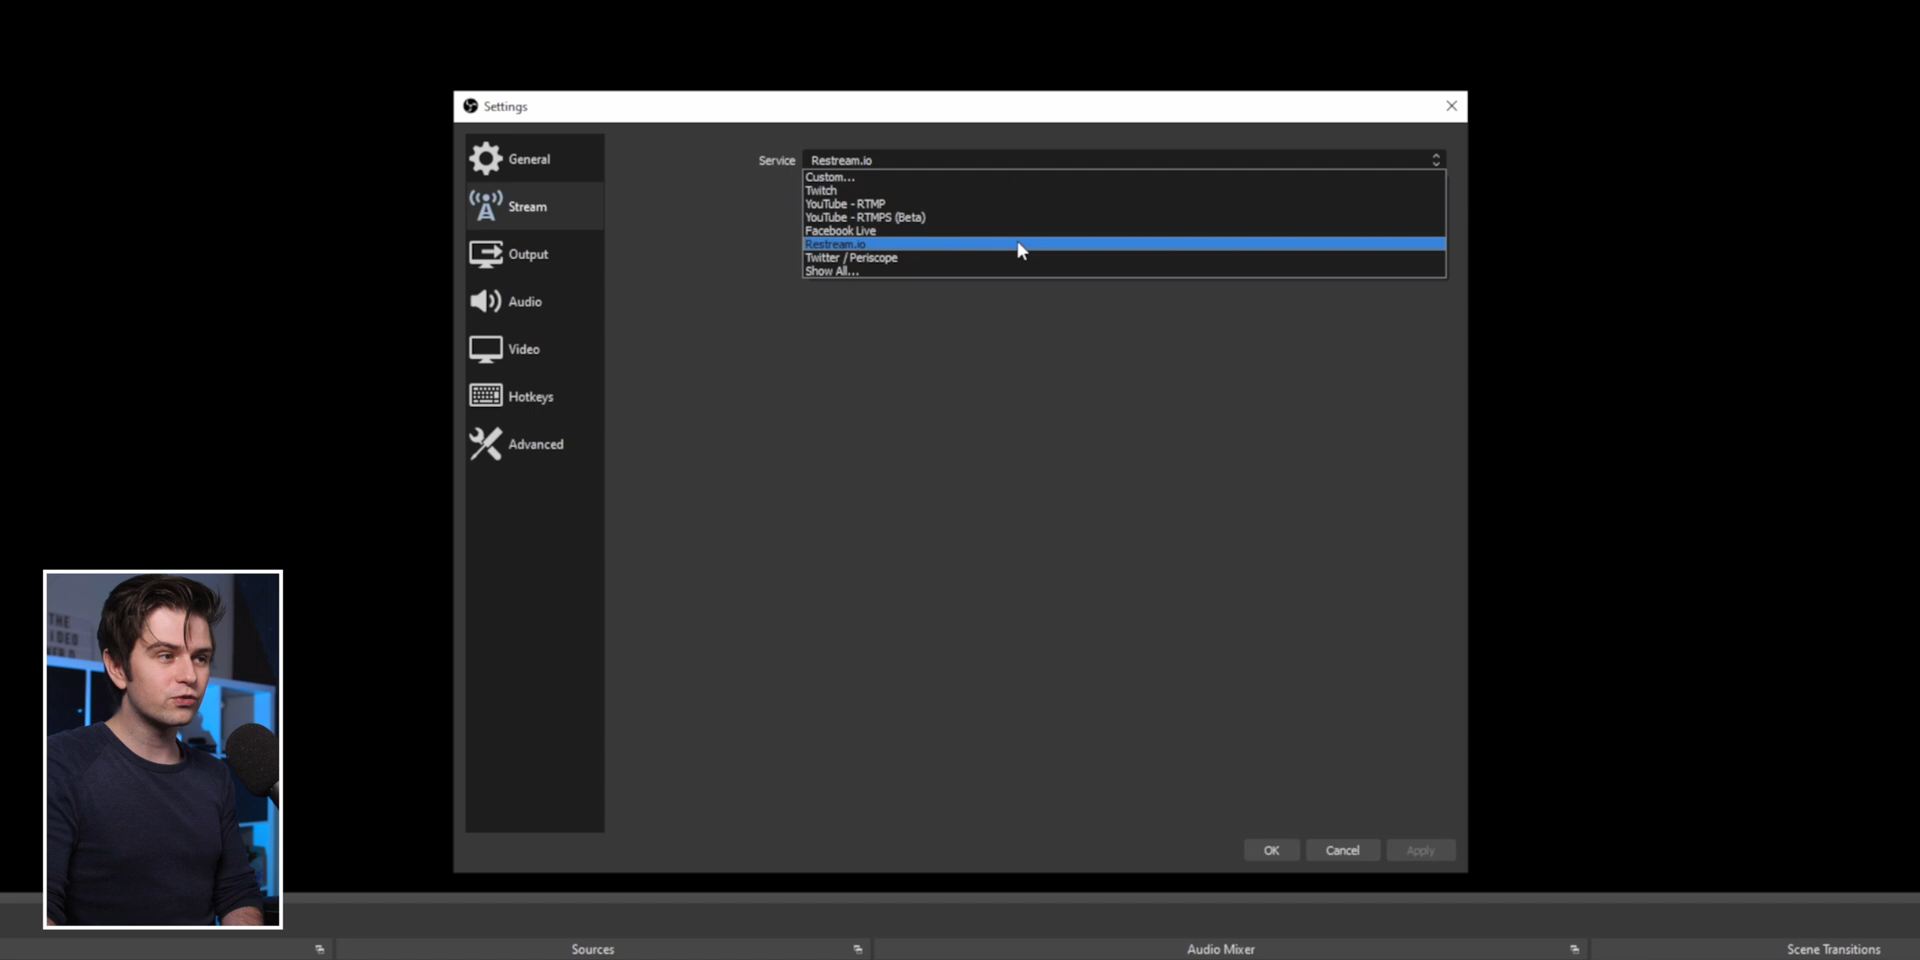 Settings
General
Stream
Output
Audio
Video
Hotkeys
Advanced
Service
Restream.io
Custom...
Twitch
YouTube - RTMP
YouTube - RTMPS (Beta)
Facebook Live
Restream.io
Twitter / Periscope
Show All...
OK
Cancel
Apply
THE
Sources
Audio Mixer
Scene Transitions